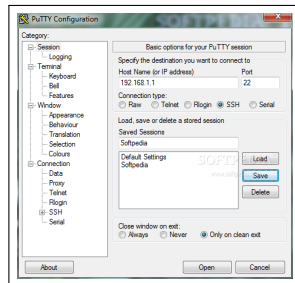 PuTTY Configuration
Category:
Session
Logging
Terminal
Keyboard
Bell
Features
Window
Appearance
Behaviour
Translation
Selection
Colours
Connection
Data
Proxy
Telnet
Rlogin
SSH
Serial
Basic options for your PuTTY session
Specify the destination you want to connect to
Host Name (or IP address) Port
192.168.1.1 22
Connection type:
Raw Telnet Rlogin SSH Serial
Load, save or delete a stored session
Saved Sessions
Softpedia
Default Settings
Softpedia
Load
Save
Delete
Close window on exit:
Always Never Only on clean exit
About Open Cancel